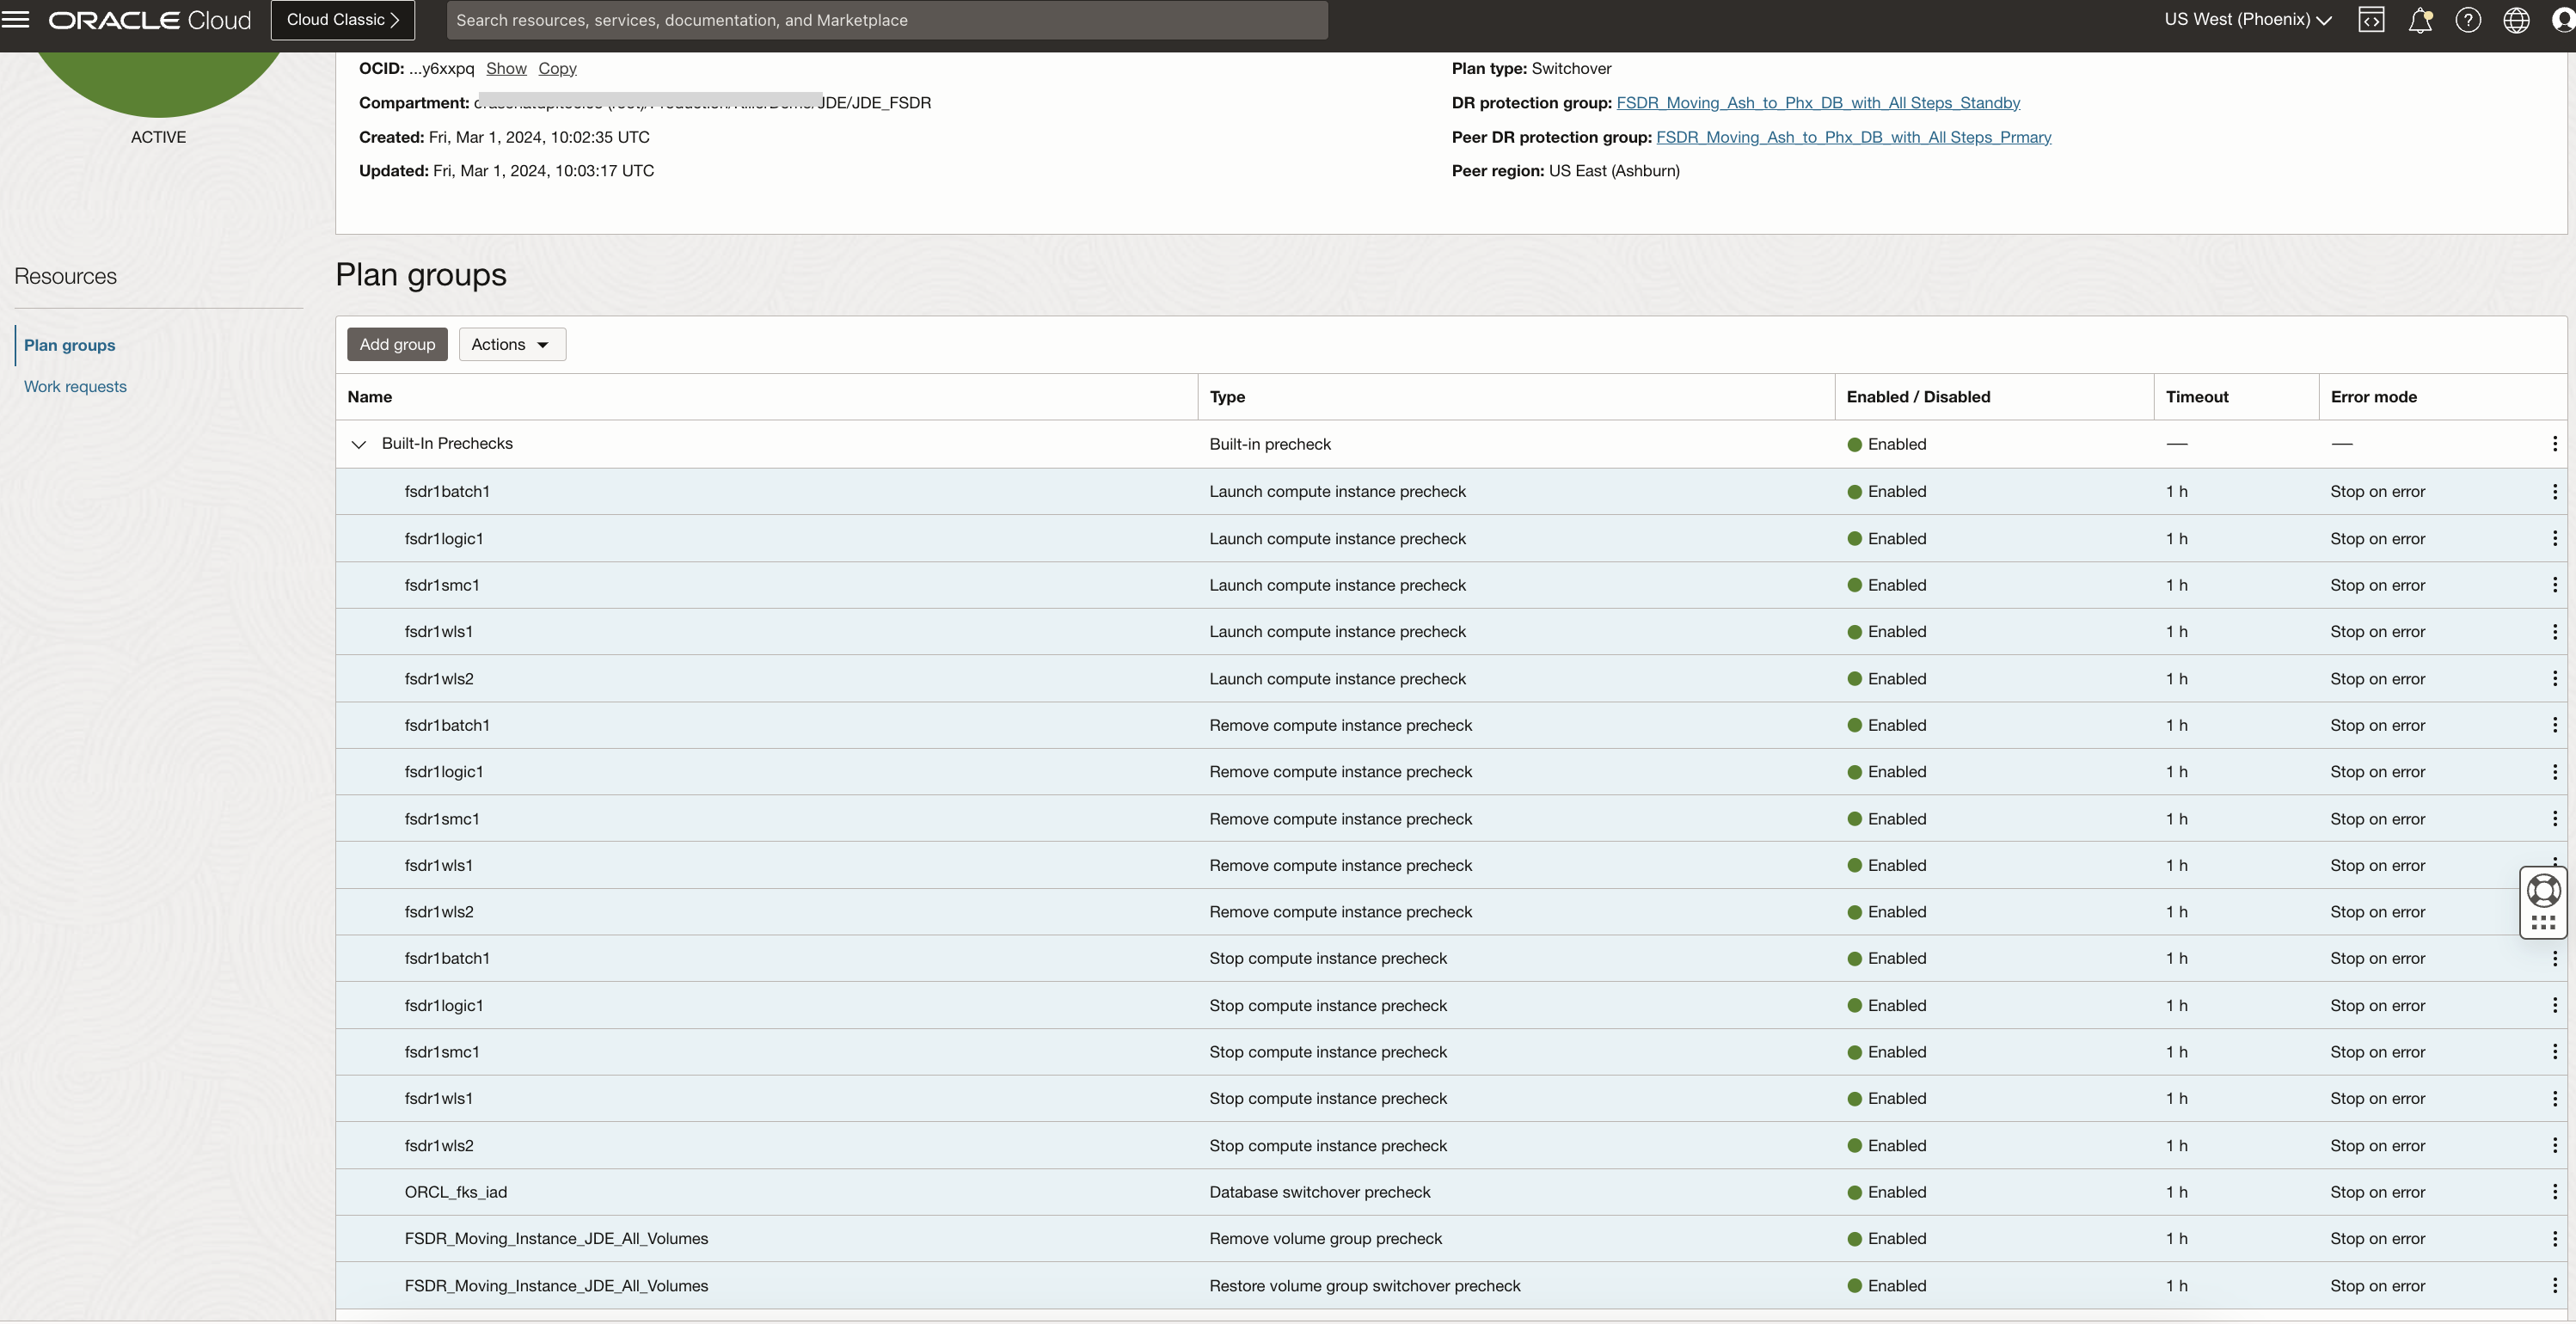 ORACLE Cloud Cloud Classic Search resources, services, documentation, and Marketplace US West (Phoenix)
ACTIVE
OCID: ...y6xxpq Show Copy
Compartment: JDE/JDE_FSDR
Created: Fri, Mar 1, 2024, 10:02:35 UTC
Updated: Fri, Mar 1, 2024, 10:03:17 UTC
Plan type: Switchover
DR protection group: FSDR_Moving_Ash_to_Phx_DB_with_All Steps_Standby
Peer DR protection group: FSDR_Moving_Ash_to_Phx_DB_with_All Steps_Prmary
Peer region: US East (Ashburn)
Resources
Plan groups
Work requests
Plan groups
Add group Actions
Name Type Enabled / Disabled Timeout Error mode
Built-In Prechecks Built-in precheck Enabled — —
fsdr1batch1 Launch compute instance precheck Enabled 1 h Stop on error
fsdr1logic1 Launch compute instance precheck Enabled 1 h Stop on error
fsdr1smc1 Launch compute instance precheck Enabled 1 h Stop on error
fsdr1wls1 Launch compute instance precheck Enabled 1 h Stop on error
fsdr1wls2 Launch compute instance precheck Enabled 1 h Stop on error
fsdr1batch1 Remove compute instance precheck Enabled 1 h Stop on error
fsdr1logic1 Remove compute instance precheck Enabled 1 h Stop on error
fsdr1smc1 Remove compute instance precheck Enabled 1 h Stop on error
fsdr1wls1 Remove compute instance precheck Enabled 1 h Stop on error
fsdr1wls2 Remove compute instance precheck Enabled 1 h Stop on error
fsdr1batch1 Stop compute instance precheck Enabled 1 h Stop on error
fsdr1logic1 Stop compute instance precheck Enabled 1 h Stop on error
fsdr1smc1 Stop compute instance precheck Enabled 1 h Stop on error
fsdr1wls1 Stop compute instance precheck Enabled 1 h Stop on error
fsdr1wls2 Stop compute instance precheck Enabled 1 h Stop on error
ORCL_fks_iad Database switchover precheck Enabled 1 h Stop on error
FSDR_Moving_Instance_JDE_All_Volumes Remove volume group precheck Enabled 1 h Stop on error
FSDR_Moving_Instance_JDE_All_Volumes Restore volume group switchover precheck Enabled 1 h Stop on error